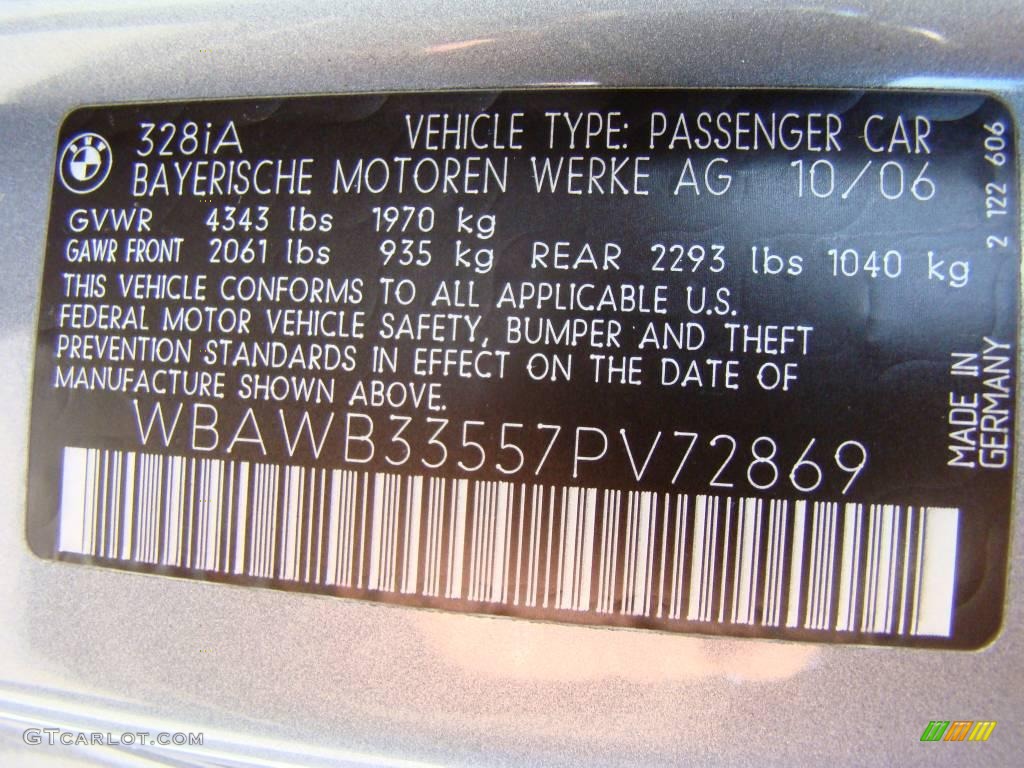 328iA VEHICLE TYPE: PASSENGER CAR
BAYERISCHE MOTOREN WERKE AG 10/06
GVWR 4343 lbs 1970 kg
GAWR FRONT 2061 lbs 935 kg REAR 2293 lbs 1040 kg
THIS VEHICLE CONFORMS TO ALL APPLICABLE U.S.
FEDERAL MOTOR VEHICLE SAFETY, BUMPER AND THEFT
PREVENTION STANDARDS IN EFFECT ON THE DATE OF
MANUFACTURE SHOWN ABOVE.
WBAWB33557PV72869
2 122 606
MADE IN
GERMANY
GTCARLOT.COM